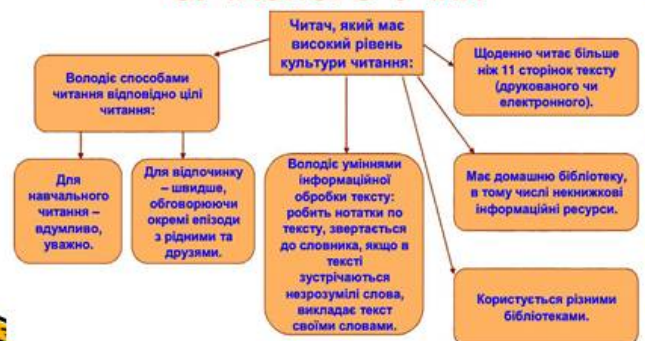 Читач, який має
високий рівень
культури читання:
Володіє способами
читання відповідно цілі
читання:
Щоденно читає більше
ніж 11 сторінок тексту
(друкованого чи
електронного).
Для
навчального
читання –
вдумливо,
уважно.
Для відпочинку
– швидше,
обговорюючи
окремі епізоди
з рідними та
друзями.
Володіє уміннями
інформаційної
обробки тексту:
робить нотатки по
тексту, звертається
до словника, якщо в
тексті
зустрічаються
незрозумілі слова,
викладає текст
своїми словами.
Має домашню бібліотеку,
в тому числі некнижкові
інформаційні ресурси.
Користується різними
бібліотеками.